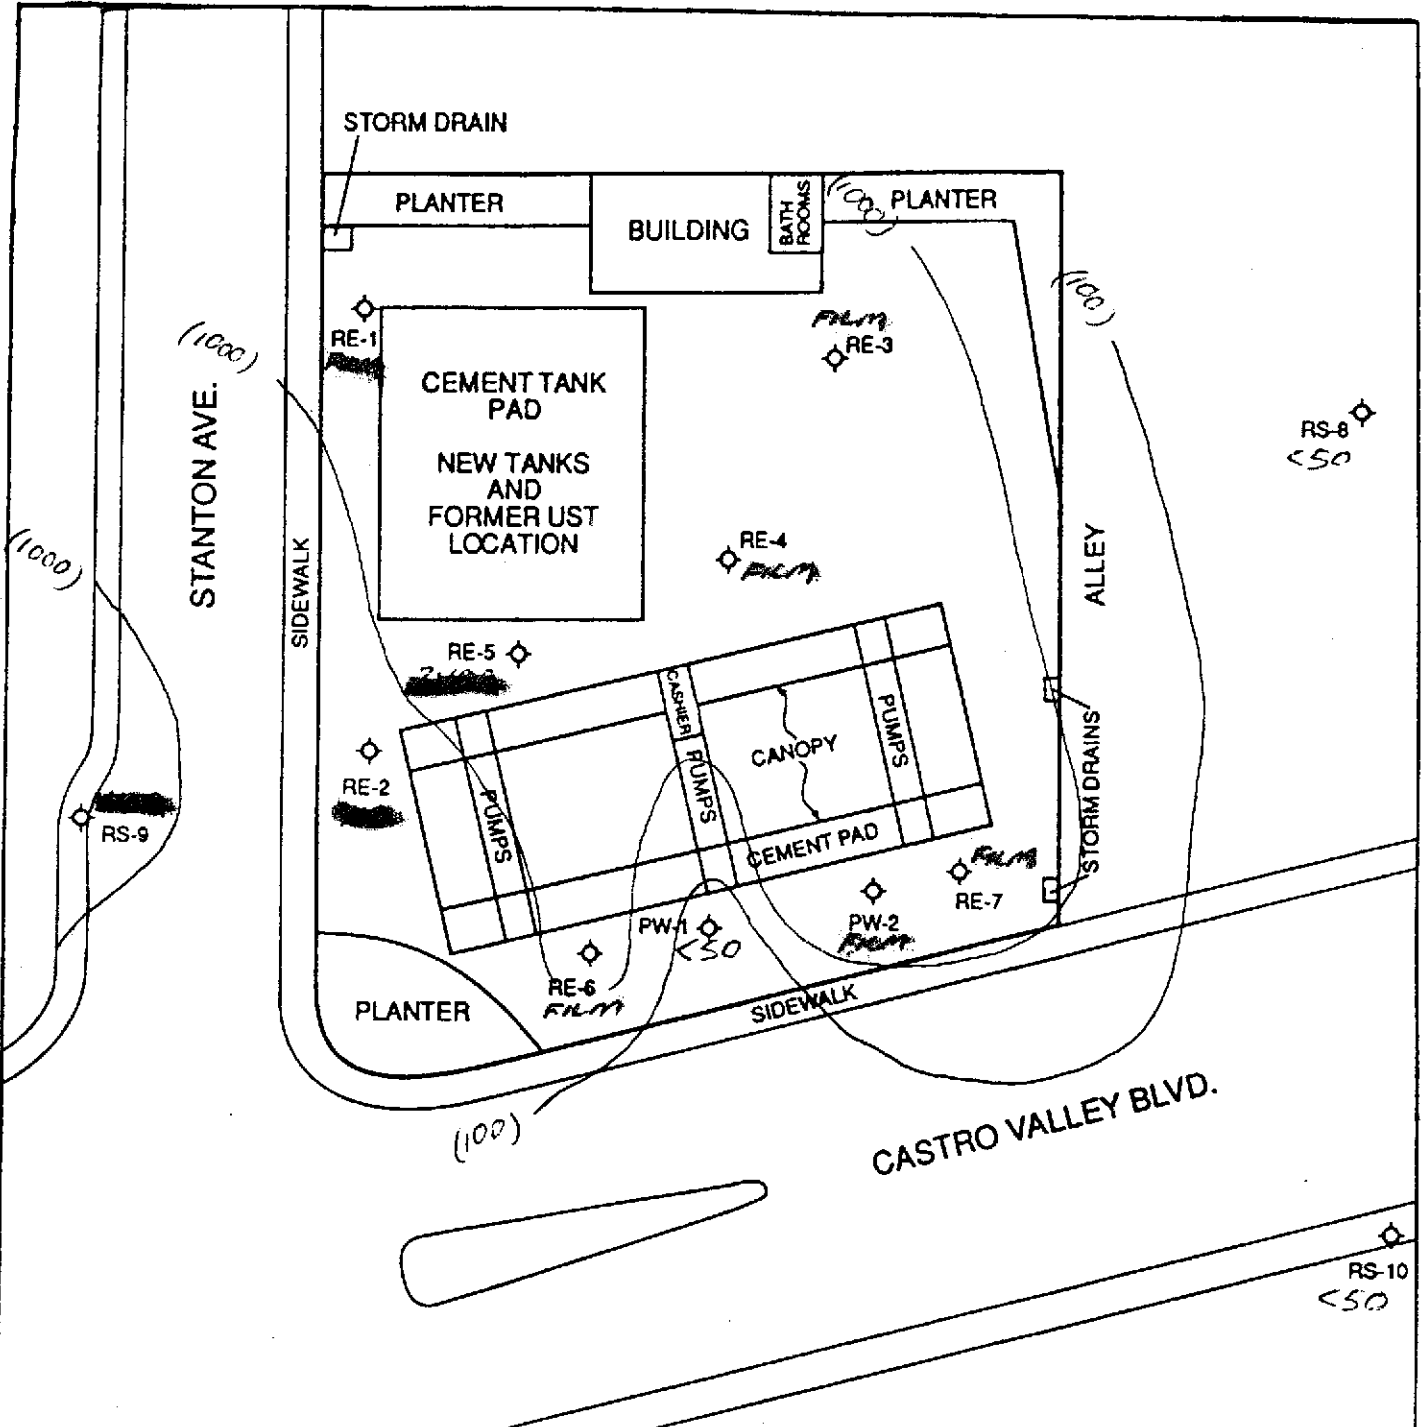 STORM DRAIN
PLANTER
BUILDING
BATH
ROOMS
(1000)
PLANTER
(100)
RE-1
FILM
RE-3
(1000)
CEMENT TANK
PAD
NEW TANKS
AND
FORMER UST
LOCATION
STANTON AVE.
SIDEWALK
RS-8
<50
(1000)
RE-4
FILM
ALLEY
RE-5
CASHIER
PUMPS
CANOPY
PUMPS
PUMPS
STORM DRAINS
RE-2
RS-9
CEMENT PAD
FILM
RE-7
PW-1
<50
PW-2
FILM
RE-6
FILM
PLANTER
SIDEWALK
(100)
CASTRO VALLEY BLVD.
RS-10
<50